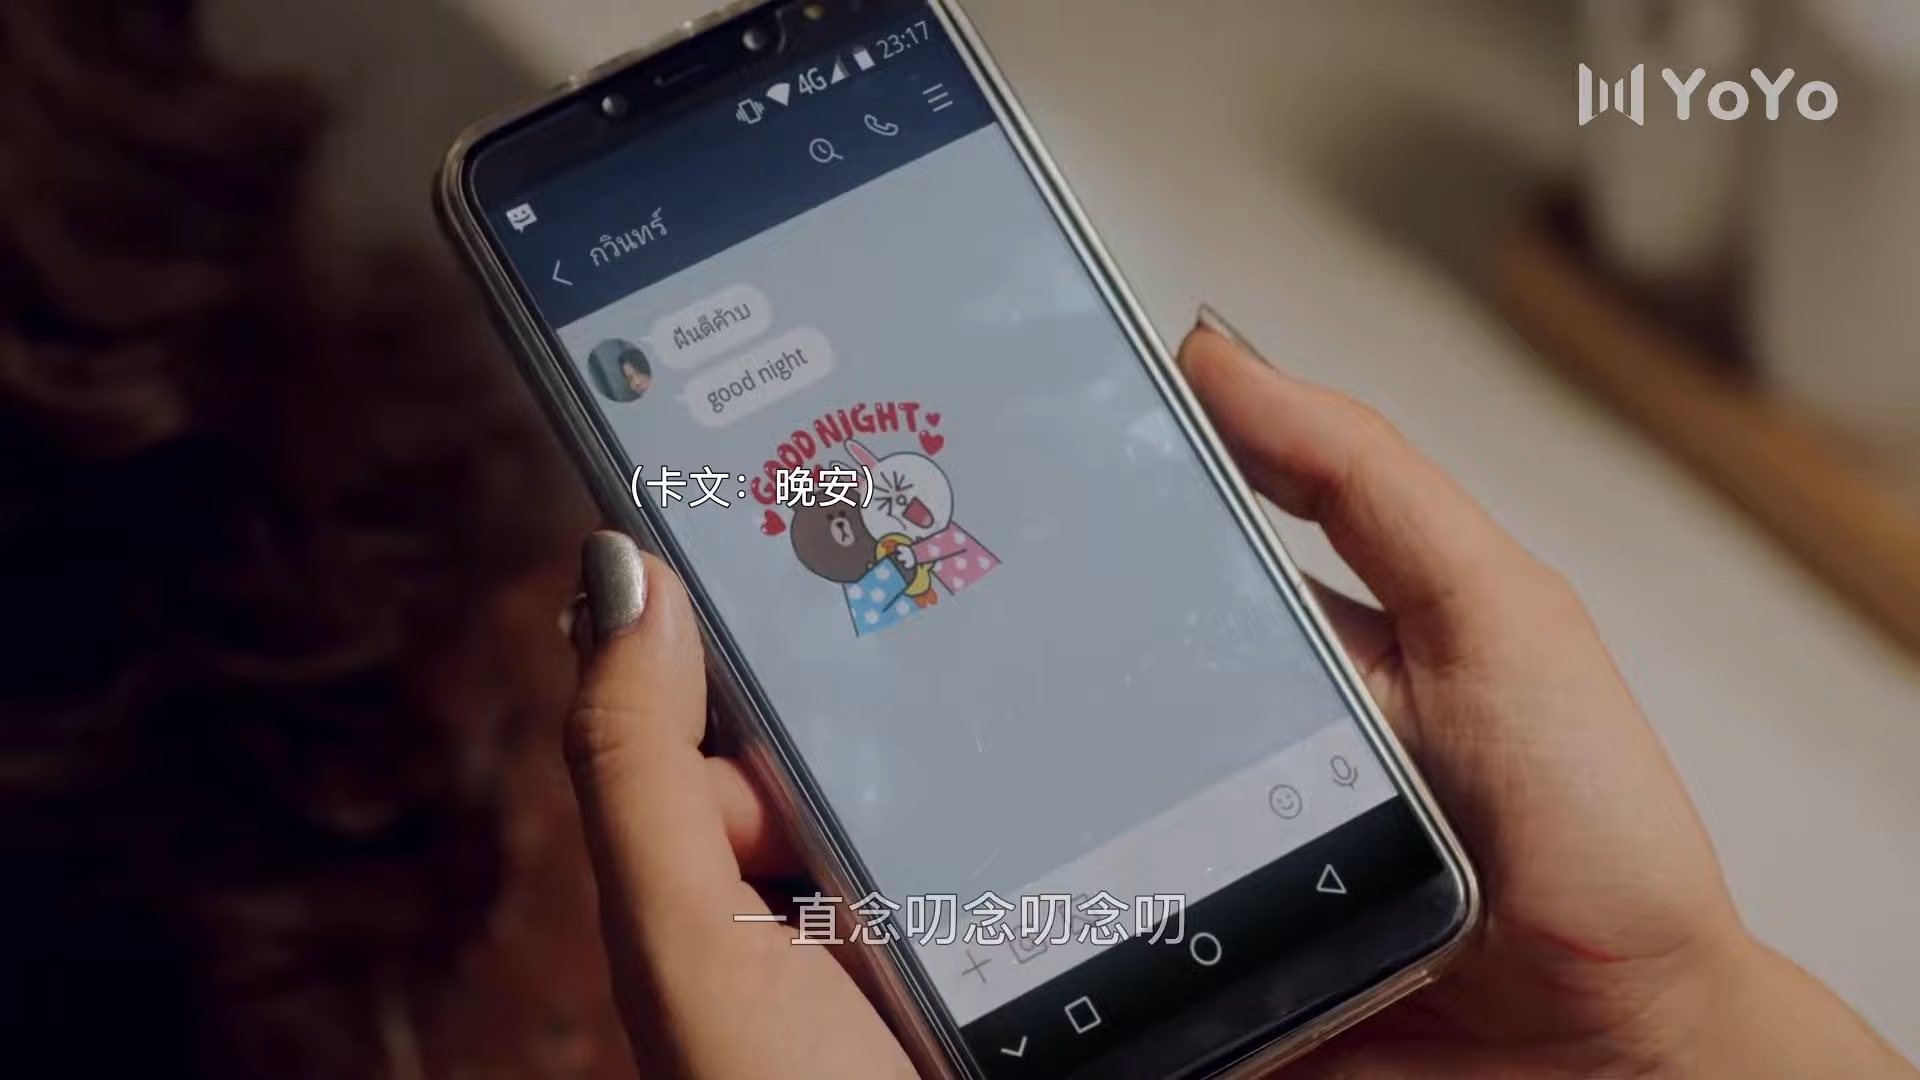 YoYo
4G 23:17
กวินทร์
ฝันดีค้าบ
good night
GOOD NIGHT
(卡文：晚安)
一直念叨念叨念叨